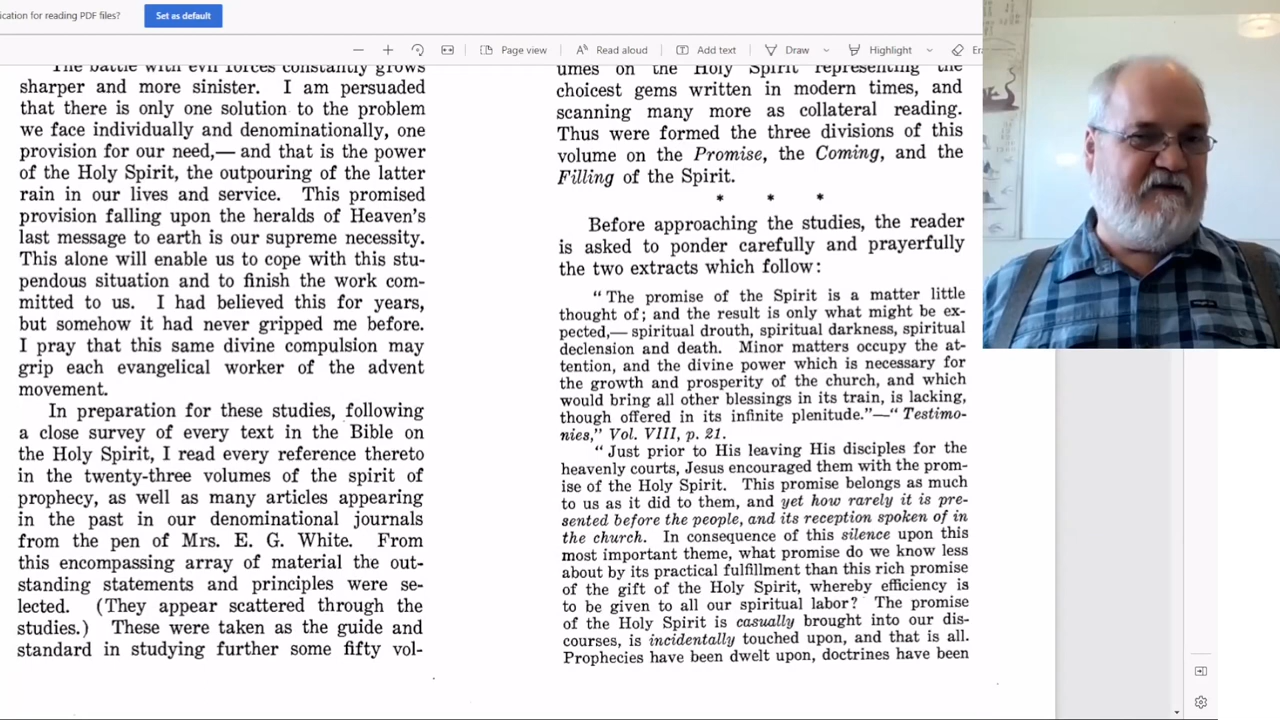 ication for reading PDF files?
Set as default
Page view
Read aloud
Add text
Draw
Highlight
The battle with evil forces constantly grows
sharper and more sinister. I am persuaded
that there is only one solution to the problem
we face individually and denominationally, one
provision for our need,— and that is the power
of the Holy Spirit, the outpouring of the latter
rain in our lives and service. This promised
provision falling upon the heralds of Heaven's
last message to earth is our supreme necessity.
This alone will enable us to cope with this stu-
pendous situation and to finish the work com-
mitted to us. I had believed this for years,
but somehow it had never gripped me before.
I pray that this same divine compulsion may
grip each evangelical worker of the advent
movement.
In preparation for these studies, following
a close survey of every text in the Bible on
the Holy Spirit, I read every reference thereto
in the twenty-three volumes of the spirit of
prophecy, as well as many articles appearing
in the past in our denominational journals
from the pen of Mrs. E. G. White. From
this encompassing array of material the out-
standing statements and principles were se-
lected. (They appear scattered through the
studies.) These were taken as the guide and
standard in studying further some fifty vol-
umes on the Holy Spirit representing the
choicest gems written in modern times, and
scanning many more as collateral reading.
Thus were formed the three divisions of this
volume on the Promise, the Coming, and the
Filling of the Spirit.
* * *
Before approaching the studies, the reader
is asked to ponder carefully and prayerfully
the two extracts which follow:
"The promise of the Spirit is a matter little
thought of; and the result is only what might be ex-
pected,— spiritual drouth, spiritual darkness, spiritual
declension and death. Minor matters occupy the at-
tention, and the divine power which is necessary for
the growth and prosperity of the church, and which
would bring all other blessings in its train, is lacking,
though offered in its infinite plenitude."—"Testimo-
nies," Vol. VIII, p. 21.
"Just prior to His leaving His disciples for the
heavenly courts, Jesus encouraged them with the prom-
ise of the Holy Spirit. This promise belongs as much
to us as it did to them, and yet how rarely it is pre-
sented before the people, and its reception spoken of in
the church. In consequence of this silence upon this
most important theme, what promise do we know less
about by its practical fulfillment than this rich promise
of the gift of the Holy Spirit, whereby efficiency is
to be given to all our spiritual labor? The promise
of the Holy Spirit is casually brought into our dis-
courses, is incidentally touched upon, and that is all.
Prophecies have been dwelt upon, doctrines have been